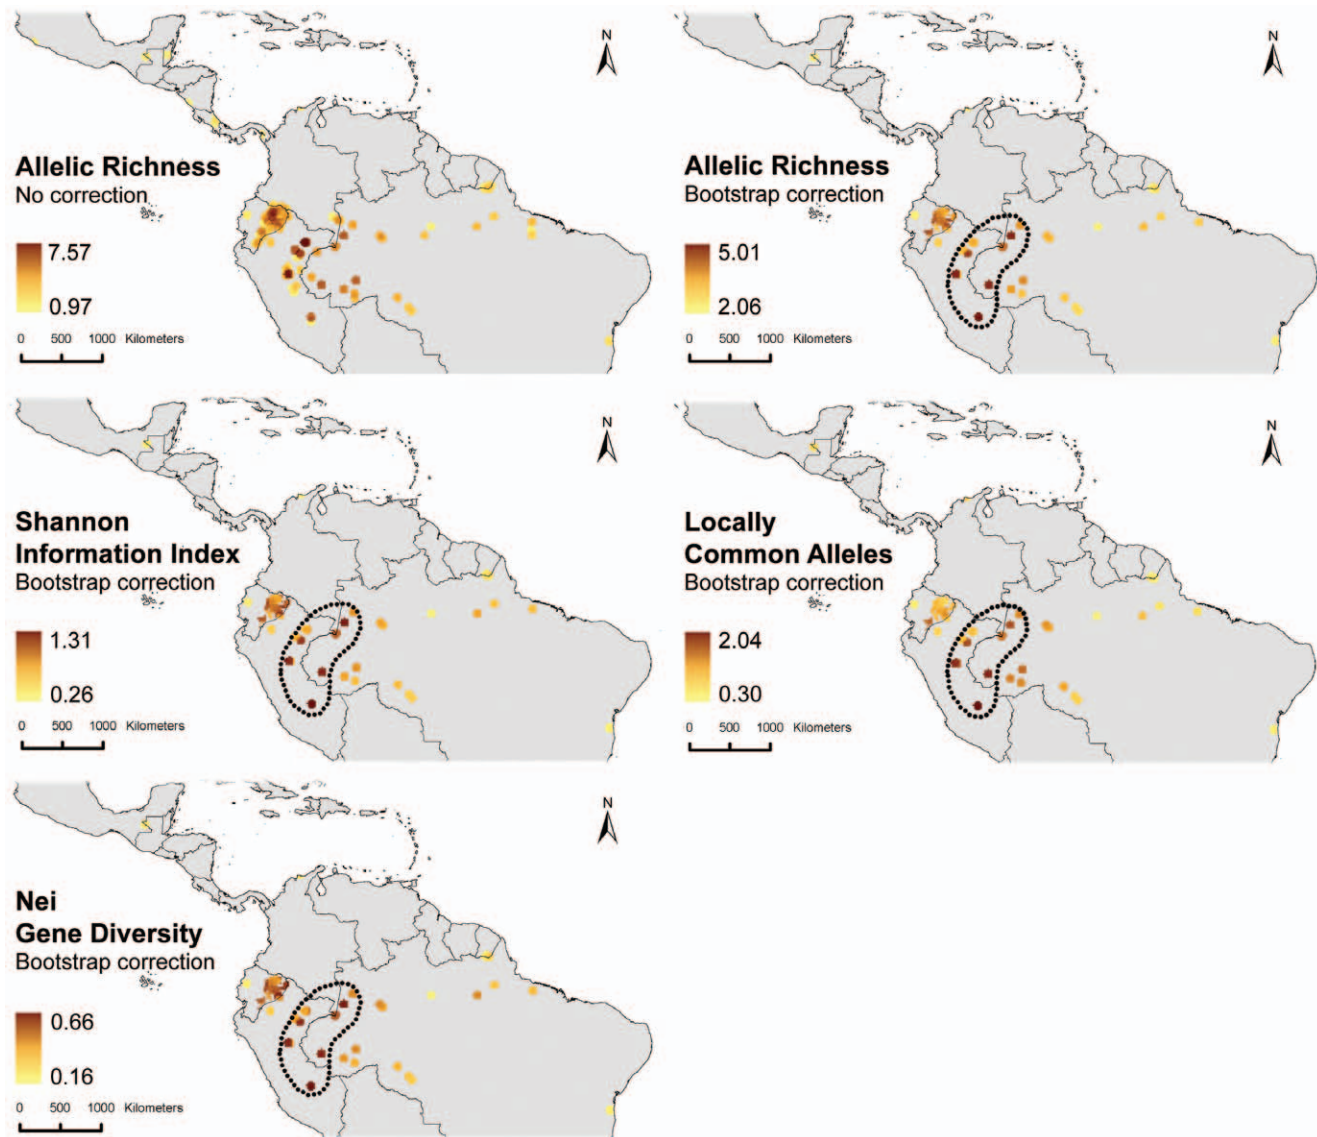 N
Allelic Richness
No correction
7.57
0.97
0 500 1000 Kilometers
N
Allelic Richness
Bootstrap correction
5.01
2.06
0 500 1000 Kilometers
N
Shannon
Information Index
Bootstrap correction
1.31
0.26
0 500 1000 Kilometers
N
Locally
Common Alleles
Bootstrap correction
2.04
0.30
0 500 1000 Kilometers
N
Nei
Gene Diversity
Bootstrap correction
0.66
0.16
0 500 1000 Kilometers